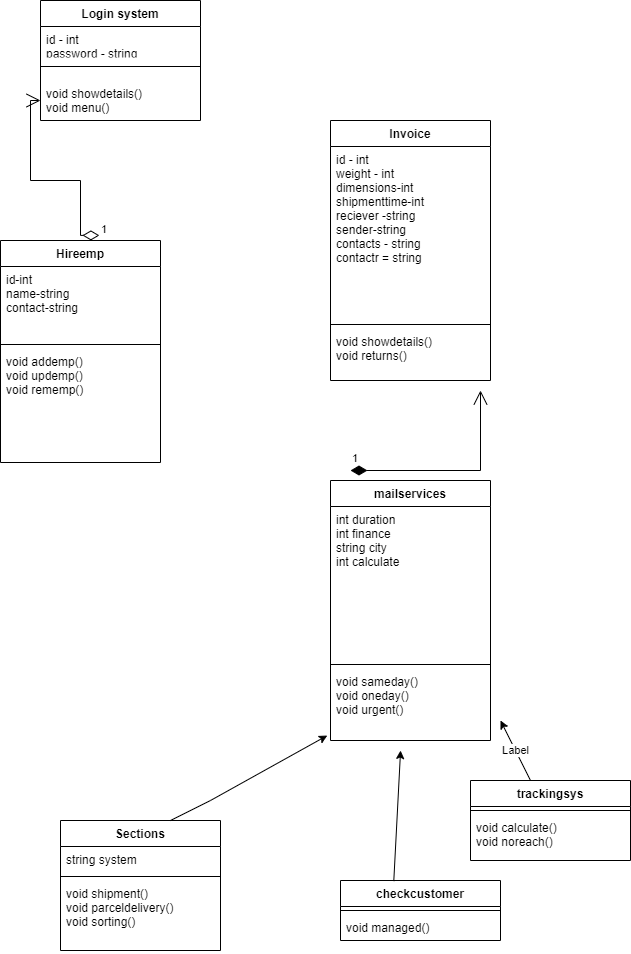 Login system
id - int
password - string
void showdetails()
void menu()
Invoice
id - int
weight - int
dimensions-int
shipmenttime-int
reciever -string
sender-string
contacts - string
contactr = string
void showdetails()
void returns()
1
Hireemp
id-int
name-string
contact-string
void addemp()
void updemp()
void rememp()
1
mailservices
int duration
int finance
string city
int calculate
void sameday()
void oneday()
void urgent()
Label
trackingsys
void calculate()
void noreach()
Sections
string system
void shipment()
void parceldelivery()
void sorting()
checkcustomer
void managed()